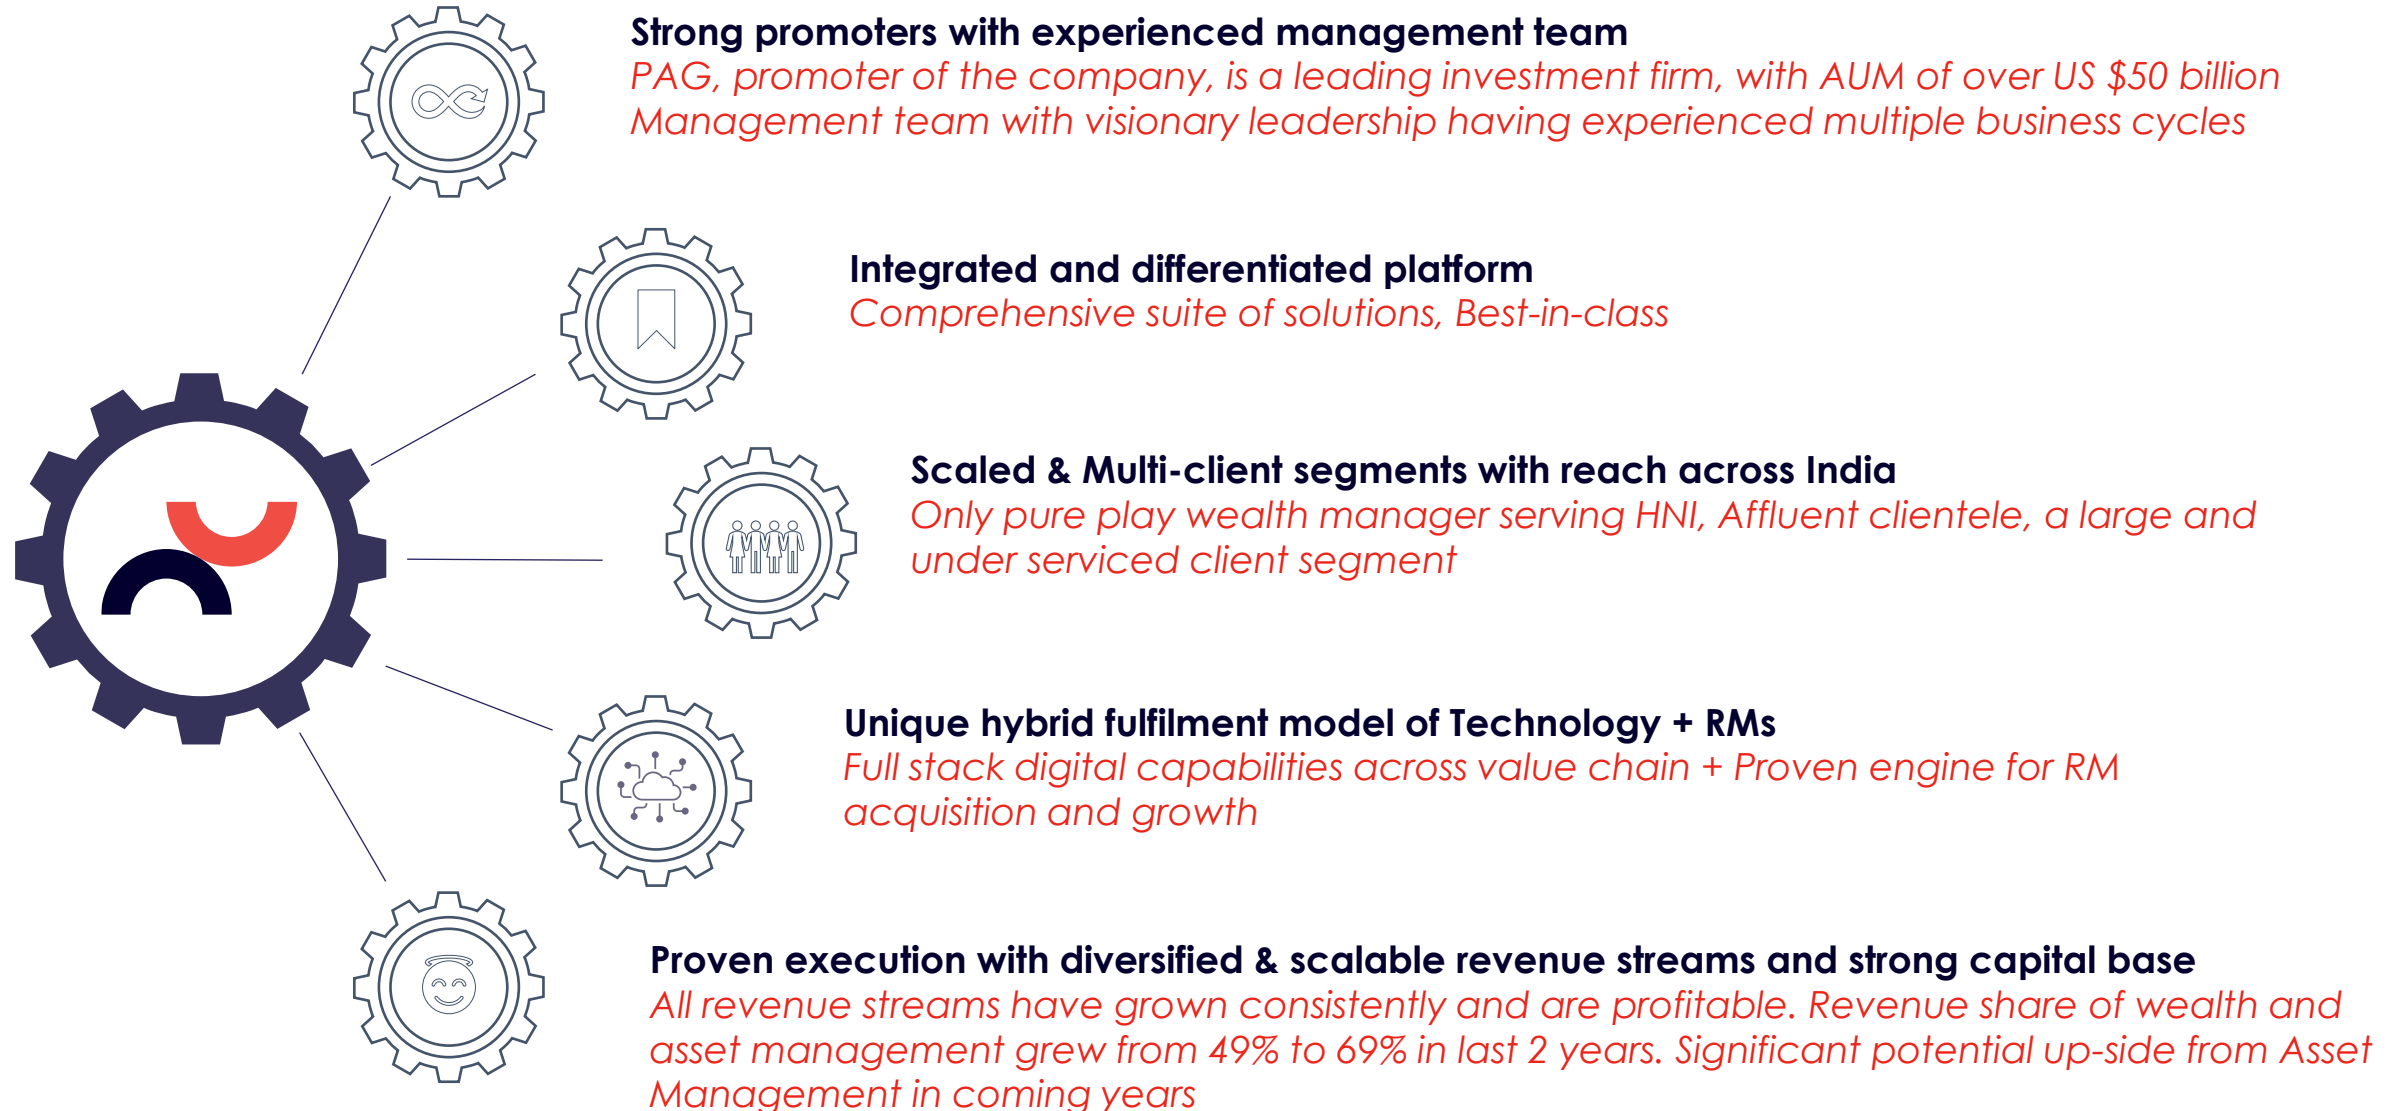 Strong promoters with experienced management team
PAG, promoter of the company, is a leading investment firm, with AUM of over US $50 billion
Management team with visionary leadership having experienced multiple business cycles
Integrated and differentiated platform
Comprehensive suite of solutions, Best-in-class
Scaled & Multi-client segments with reach across India
Only pure play wealth manager serving HNI, Affluent clientele, a large and
under serviced client segment
Unique hybrid fulfilment model of Technology + RMs
Full stack digital capabilities across value chain + Proven engine for RM
acquisition and growth
Proven execution with diversified & scalable revenue streams and strong capital base
All revenue streams have grown consistently and are profitable. Revenue share of wealth and
asset management grew from 49% to 69% in last 2 years. Significant potential up-side from Asset
Management in coming years